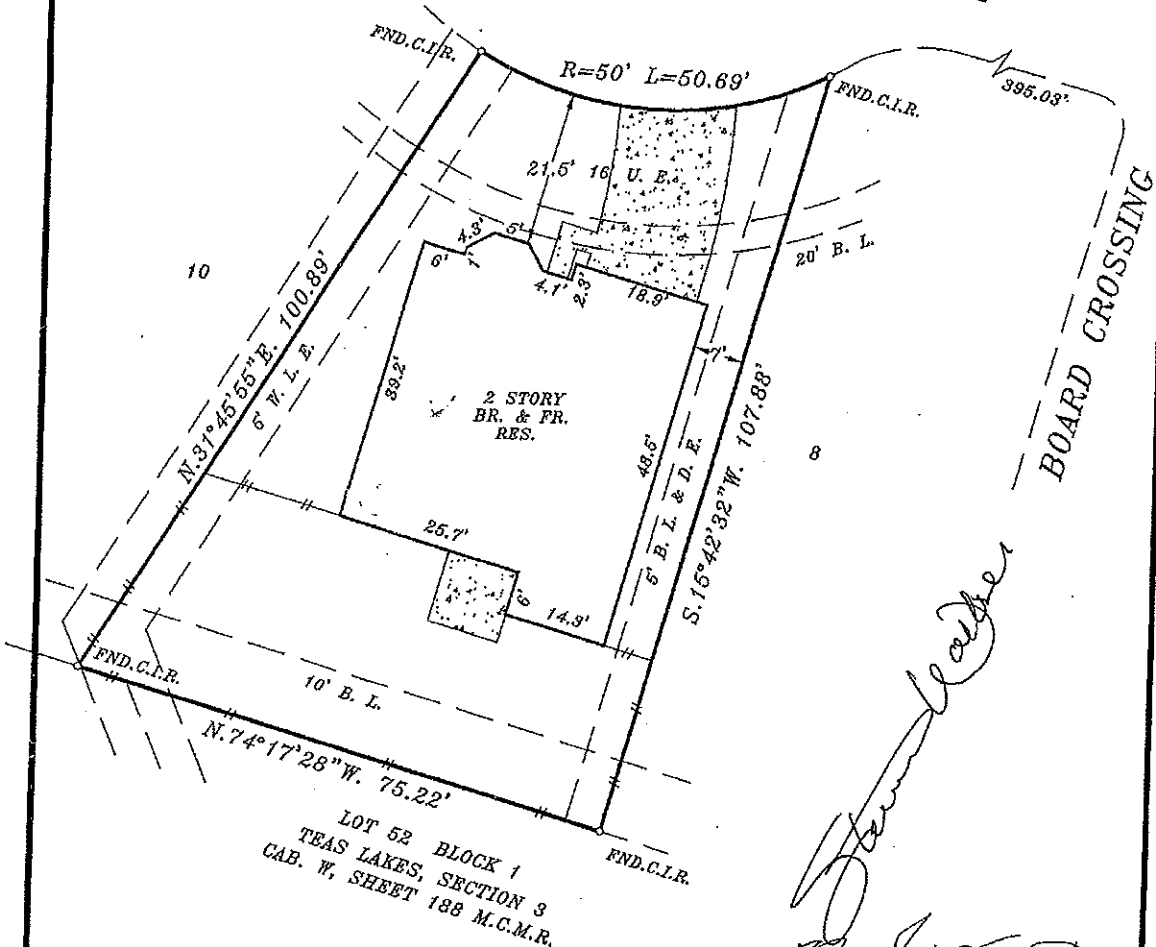 FND.C.I.R.
R=50' L=50.69'
FND.C.I.R.
395.03'
21.5' 16' U. E.
20' B. L.
BOARD CROSSING
10
N.31°45'55"E. 100.89'
6' W. L. E.
6'
1'
4.3'
5'
4.1'
2.3'
18.9'
7'
39.2'
2 STORY
BR. & FR.
RES.
48.5'
5' B. L. & D. E.
S.15°42'32"W. 107.88'
8
25.7'
6'
14.9'
FND.C.I.R.
10' B. L.
N.74°17'28"W. 75.22'
FND.C.I.R.
LOT 52 BLOCK 1
TEAS LAKES, SECTION 3
CAB. W, SHEET 188 M.C.M.R.